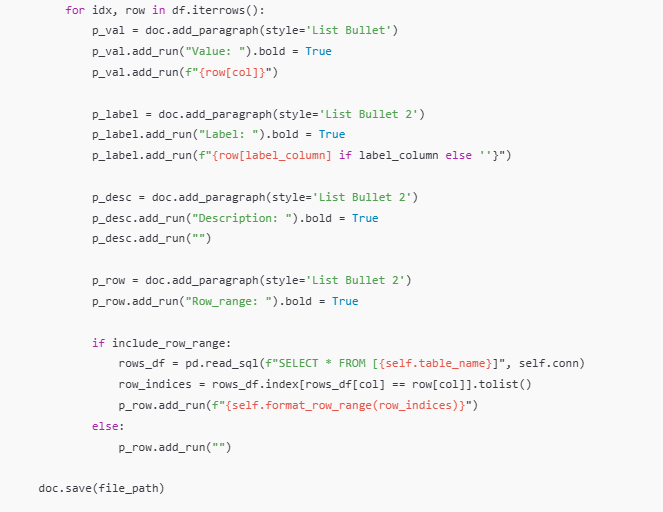 for idx, row in df.iterrows():
p_val = doc.add_paragraph(style='List Bullet')
p_val.add_run("Value: ").bold = True
p_val.add_run(f"{row[col]}")
p_label = doc.add_paragraph(style='List Bullet 2')
p_label.add_run("Label: ").bold = True
p_label.add_run(f"{row[label_column] if label_column else ''}")
p_desc = doc.add_paragraph(style='List Bullet 2')
p_desc.add_run("Description: ").bold = True
p_desc.add_run("")
p_row = doc.add_paragraph(style='List Bullet 2')
p_row.add_run("Row_range: ").bold = True
if include_row_range:
rows_df = pd.read_sql(f"SELECT * FROM [{self.table_name}]", self.conn)
row_indices = rows_df.index[rows_df[col] == row[col]].tolist()
p_row.add_run(f"{self.format_row_range(row_indices)}")
else:
p_row.add_run("")
doc.save(file_path)